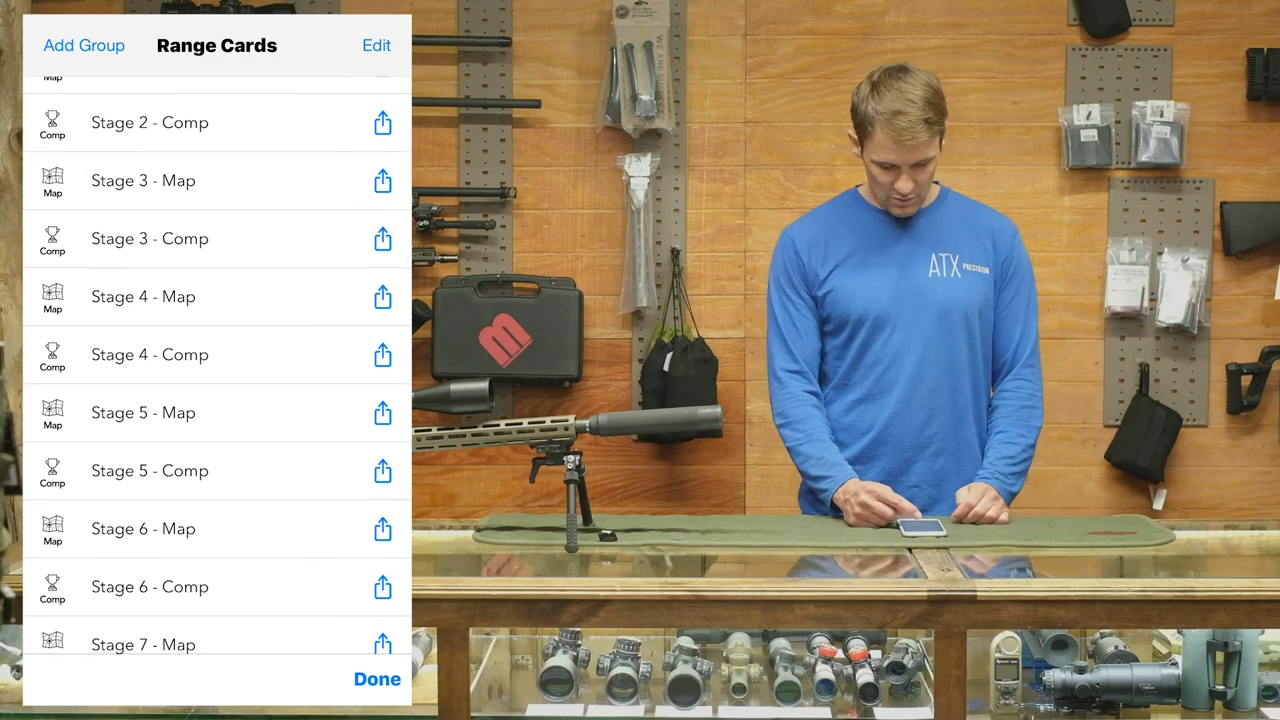 Add Group Range Cards Edit
Map
Comp Stage 2 - Comp
Map Stage 3 - Map
Comp Stage 3 - Comp
Map Stage 4 - Map
Comp Stage 4 - Comp
Map Stage 5 - Map
Comp Stage 5 - Comp
Map Stage 6 - Map
Comp Stage 6 - Comp
Stage 7 - Map
Done
ATX PRECISION